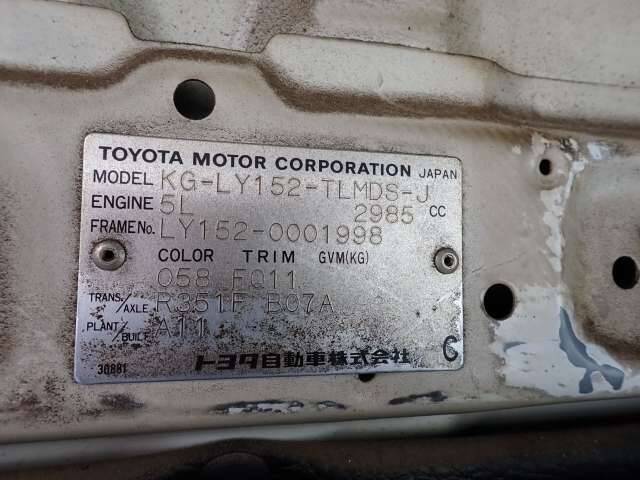 TOYOTA MOTOR CORPORATION JAPAN
MODEL KG-LY152-TLMDS-J
ENGINE 5L 2985 CC
FRAME No. LY152-0001998
COLOR TRIM GVM(KG)
058 FQ11
TRANS./AXLE R351F B07A
PLANT/BUILT A11
30881 トヨタ自動車株式会社 C